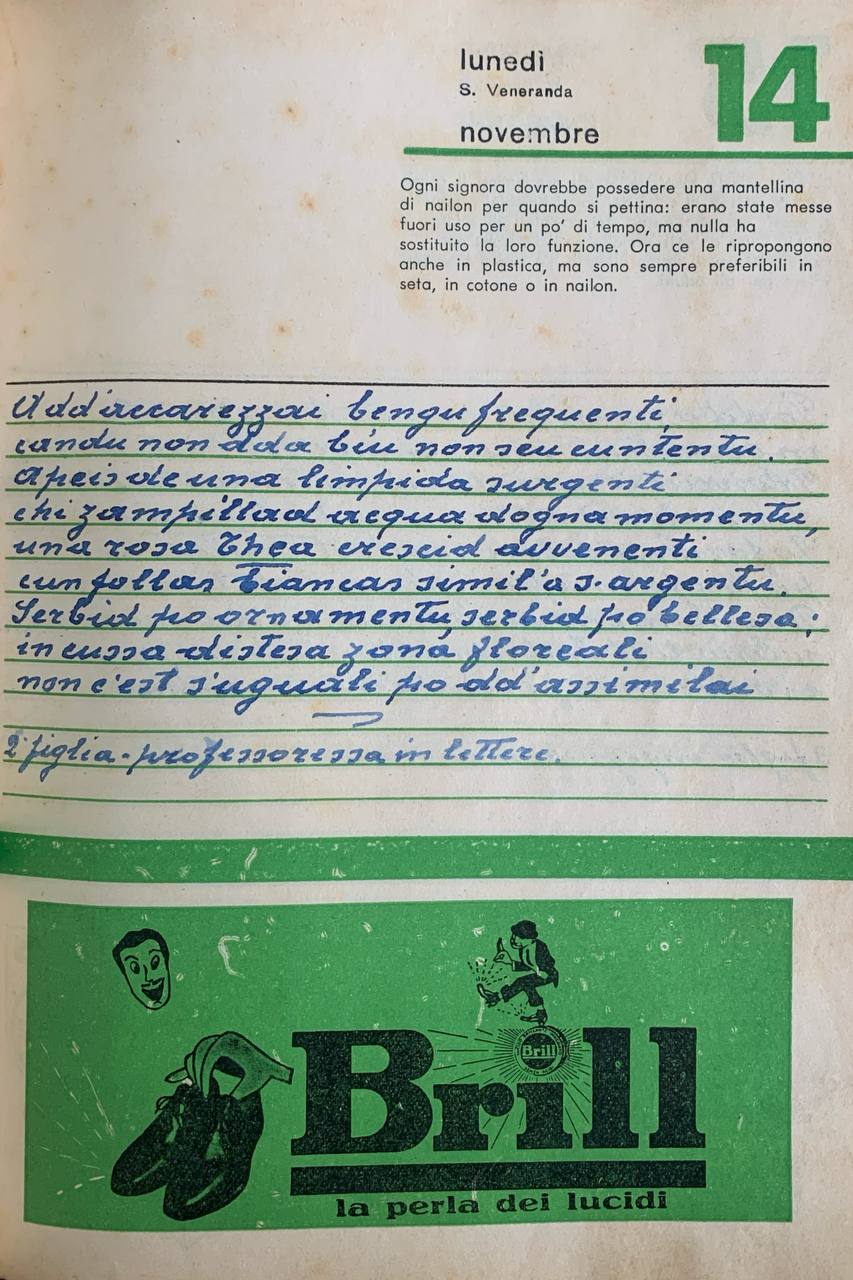 lunedì
S. Veneranda
novembre
14
Ogni signora dovrebbe possedere una mantellina
di nailon per quando si pettina: erano state messe
fuori uso per un po' di tempo, ma nulla ha
sostituito la loro funzione. Ora ce le ripropongono
anche in plastica, ma sono sempre preferibili in
seta, in cotone o in nailon.
Add'accarezzai bengu frequenti,
candu non dda biu non seu cuntentu.
Apeis de una limpida surgenti
chi zampillad acqua dogna momentu,
una rosa Thea crescid avvenenti
cun follas biancas simil'a s'argentu.
Serbid po ornamentu, serbid po bellesa;
in cussa distesa zona floreali
non c'est s'uguali po dd'assimilai
2ª figlia - professoressa in lettere.
Brill
Brill
la perla dei lucidi